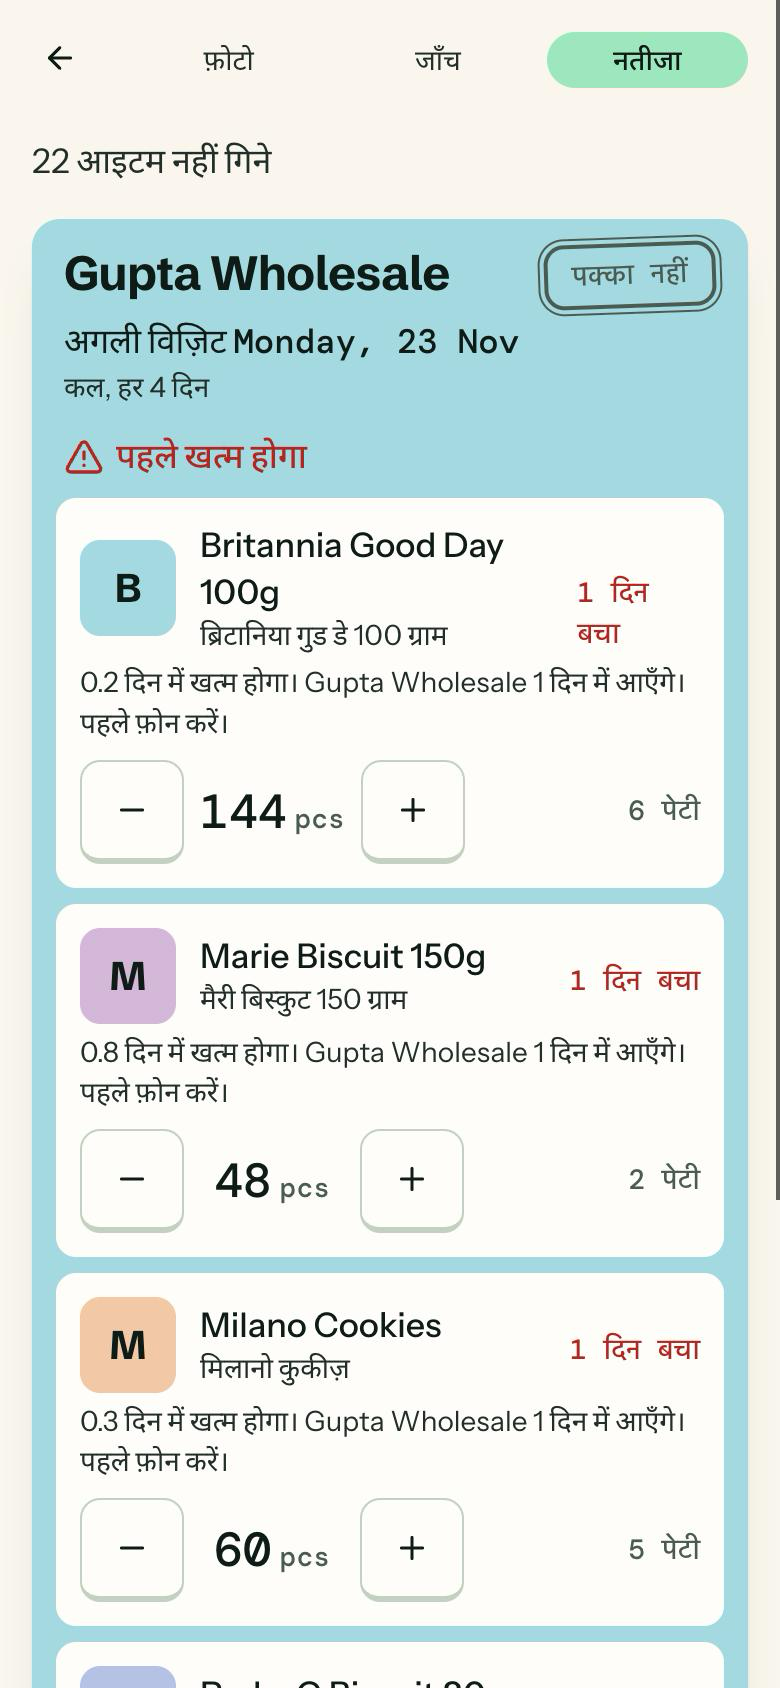 फ़ोटो
जाँच
नतीजा
22 आइटम नहीं गिने
Gupta Wholesale
पक्का नहीं
अगली विज़िट Monday, 23 Nov
कल, हर 4 दिन
पहले खत्म होगा
Britannia Good Day
100g
ब्रिटानिया गुड डे 100 ग्राम
1 दिन
बचा
0.2 दिन में खत्म होगा। Gupta Wholesale 1 दिन में आएँगे।
पहले फ़ोन करें।
B
− 144 pcs +
6 पेटी
M
Marie Biscuit 150g
मैरी बिस्कुट 150 ग्राम
1 दिन बचा
0.8 दिन में खत्म होगा। Gupta Wholesale 1 दिन में आएँगे।
पहले फ़ोन करें।
− 48 pcs +
2 पेटी
M
Milano Cookies
मिलानो कुकीज़
1 दिन बचा
0.3 दिन में खत्म होगा। Gupta Wholesale 1 दिन में आएँगे।
पहले फ़ोन करें।
− 60 pcs +
5 पेटी